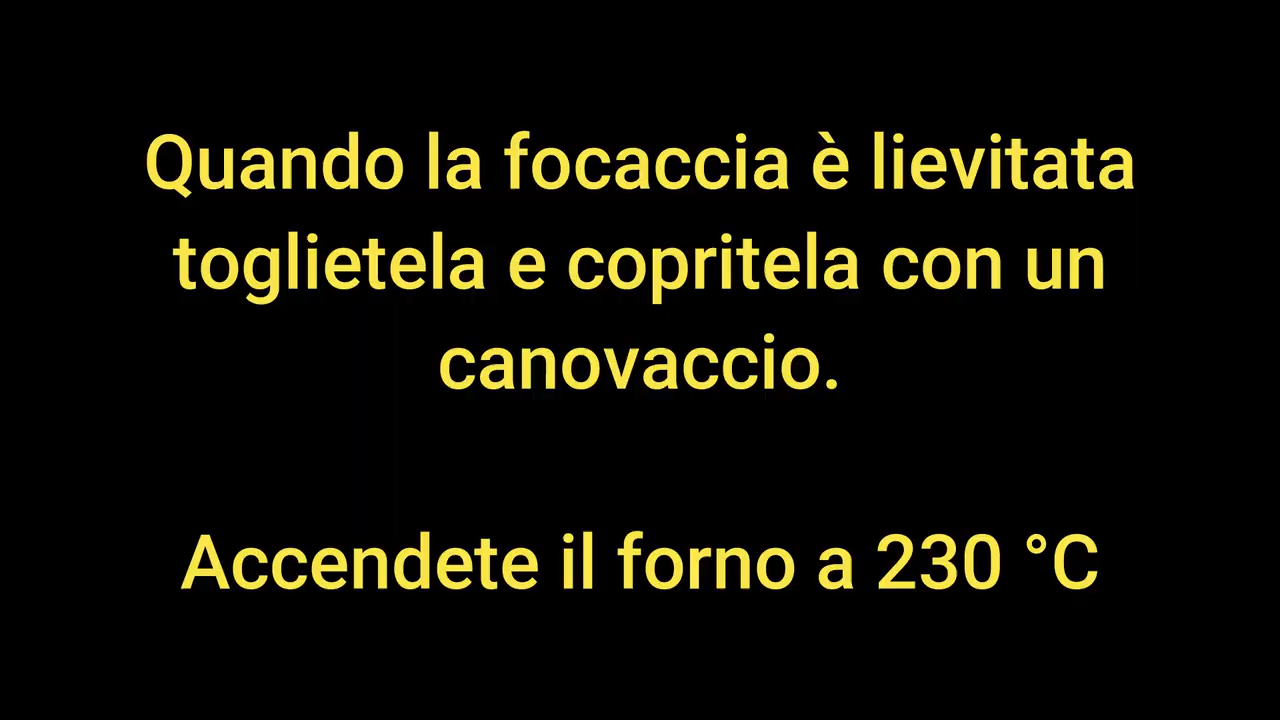 Quando la focaccia è lievitata
toglietela e copritela con un
canovaccio.
Accendete il forno a 230 °C